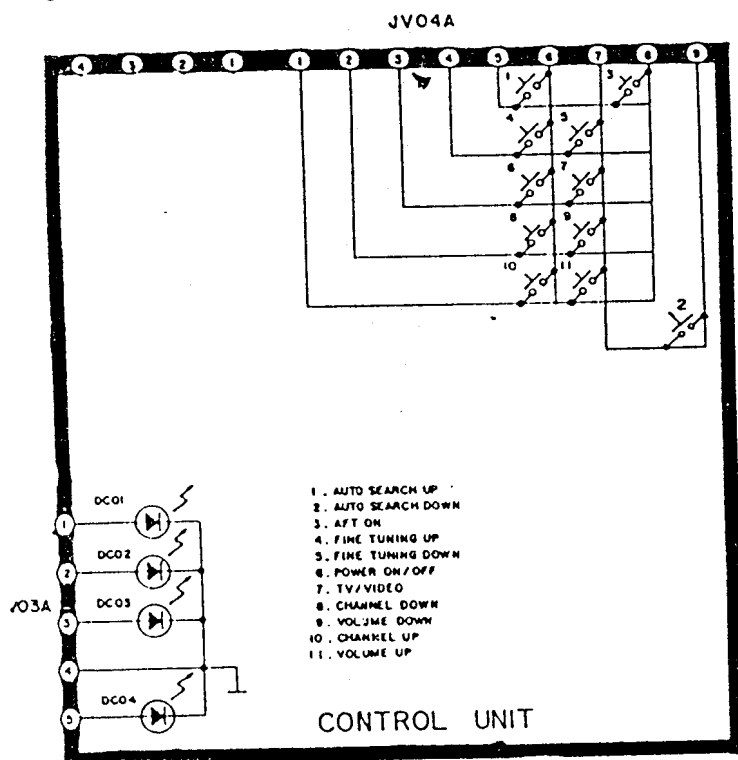 JV04A
4 3 2 1 1 2 3 4 5 6 7 8 9
1 3
4 5
6 7
8 9
10 11
2
DC01
1
DC02
2
DC03
03A
3
4
DC04
5
1 . AUTO SEARCH UP
2 . AUTO SEARCH DOWN
3 . AFT ON
4 . FINE TUNING UP
5 . FINE TUNING DOWN
6 . POWER ON/OFF
7 . TV/VIDEO
8 . CHANNEL DOWN
9 . VOLUME DOWN
10 . CHANNEL UP
11 . VOLUME UP
CONTROL UNIT